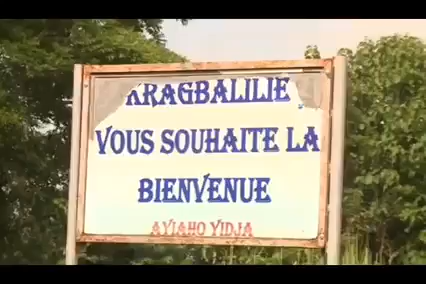 KRAGBALILIE
VOUS SOUHAITE LA
BIENVENUE
AYIAHO YIDJA